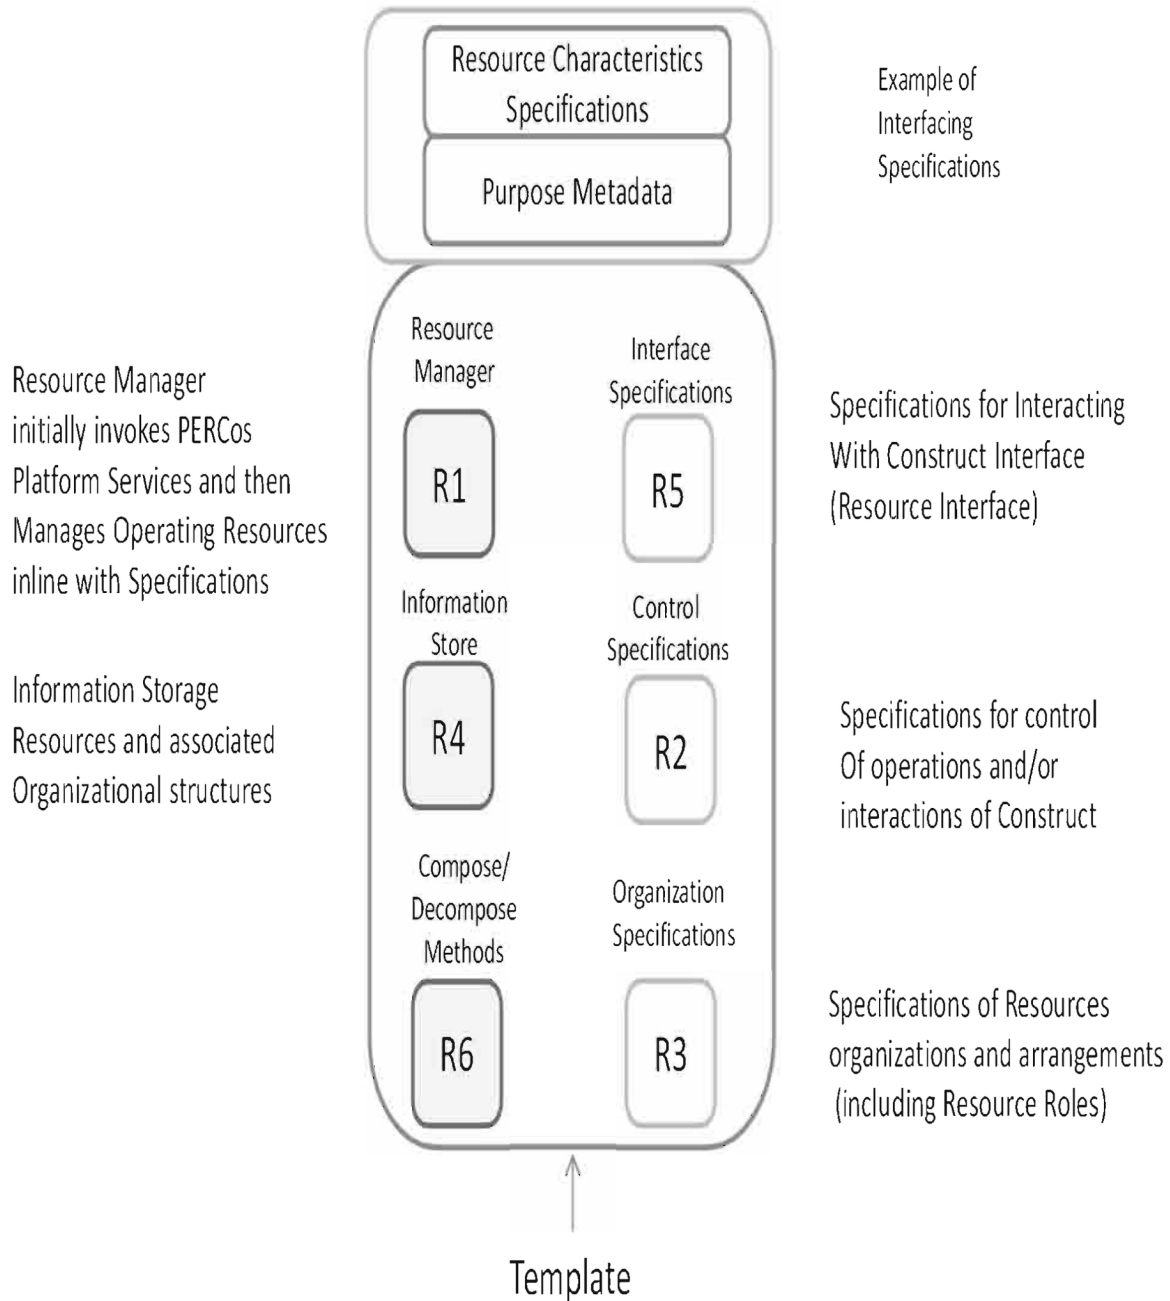 Resource Characteristics
Specifications
Purpose Metadata
Example of
Interfacing
Specifications
Resource Manager
initially invokes PERCos
Platform Services and then
Manages Operating Resources
inline with Specifications
Information Storage
Resources and associated
Organizational structures
Resource
Manager
R1
Information
Store
R4
Compose/
Decompose
Methods
R6
Interface
Specifications
R5
Control
Specifications
R2
Organization
Specifications
R3
Specifications for Interacting
With Construct Interface
(Resource Interface)
Specifications for control
Of operations and/or
interactions of Construct
Specifications of Resources
organizations and arrangements
(including Resource Roles)
Template